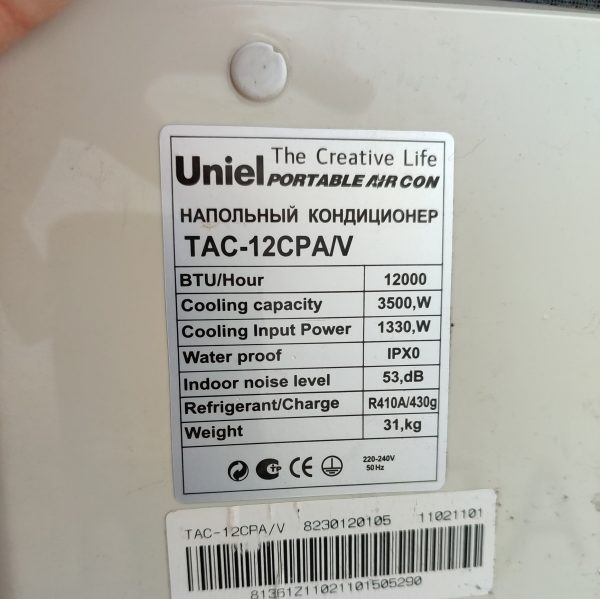 Uniel The Creative Life
PORTABLE AIR CON
НАПОЛЬНЫЙ КОНДИЦИОНЕР
TAC-12CPA/V
BTU/Hour 12000
Cooling capacity 3500,W
Cooling Input Power 1330,W
Water proof IPX0
Indoor noise level 53,dB
Refrigerant/Charge R410A/430g
Weight 31,kg
CE 220-240V
50Hz
TAC-12CPA/V 8230120105 11021101
81361Z11021101505290